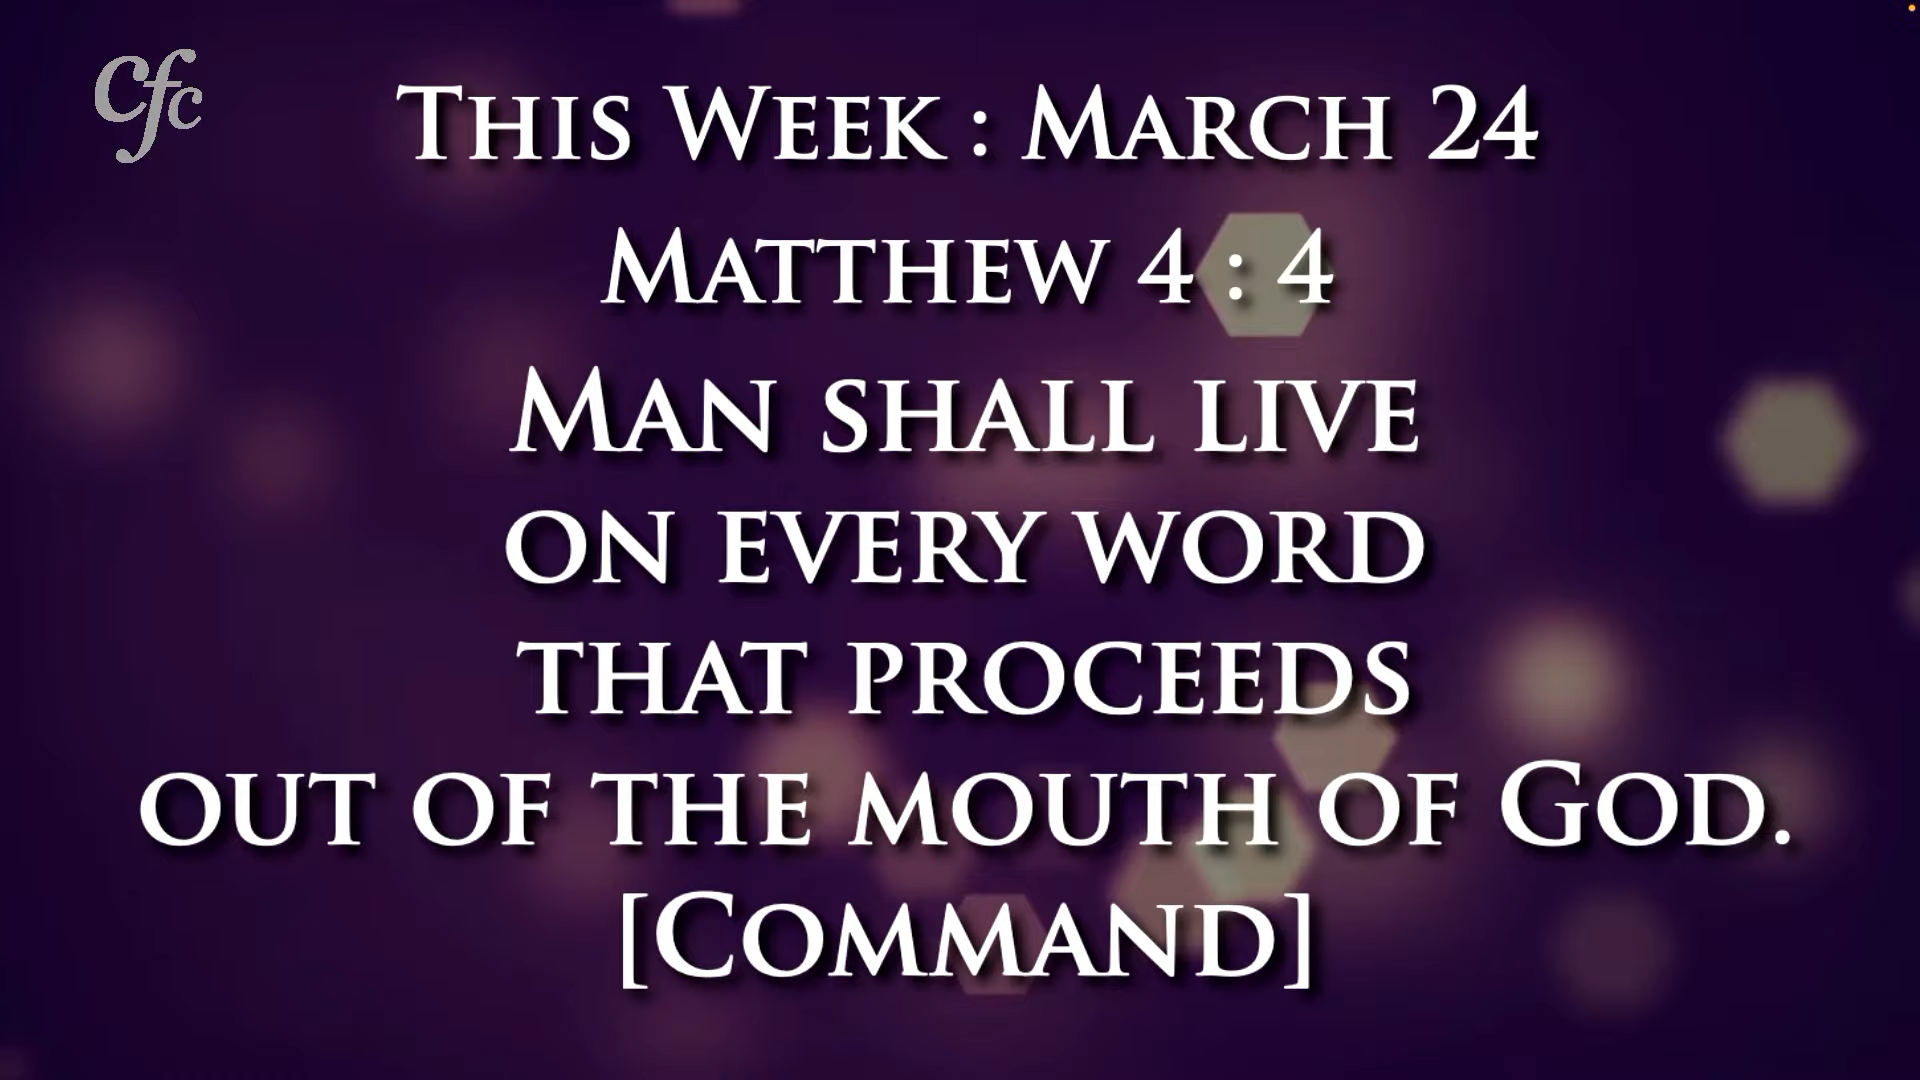 cfc
This Week : March 24
Matthew 4 : 4
Man shall live
on every word
that proceeds
out of the mouth of God.
[Command]